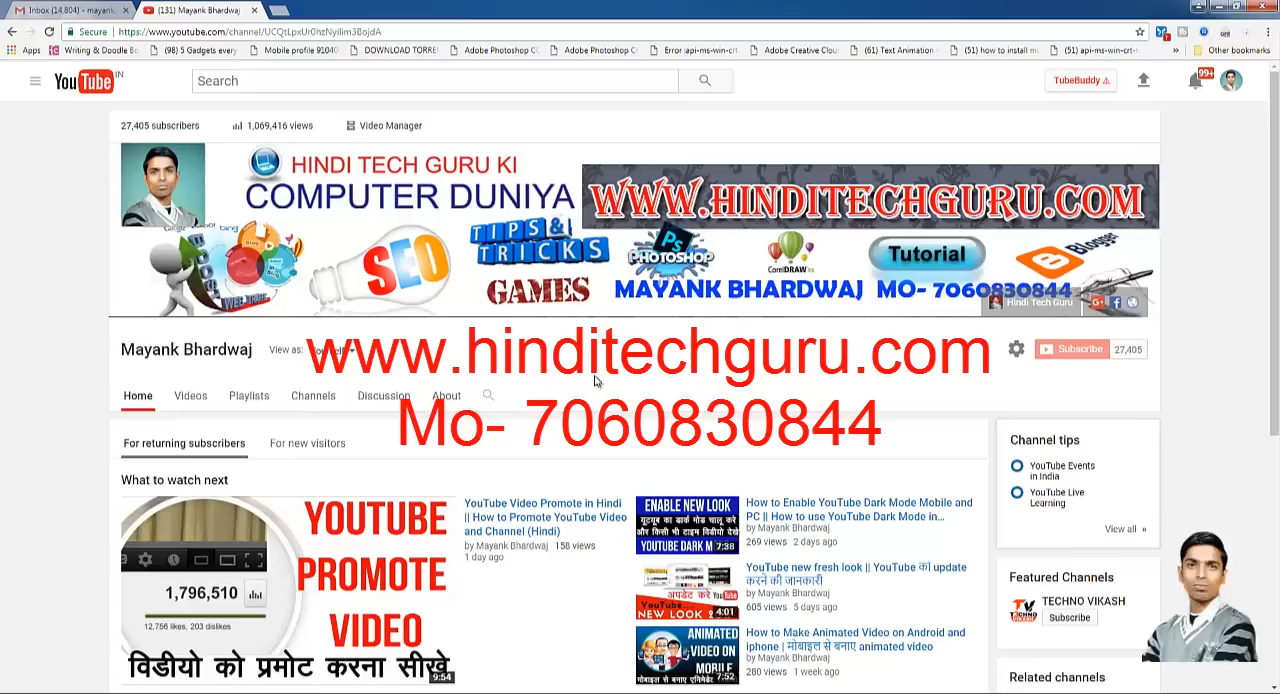 Inbox (14,804) - mayank
(131) Mayank Bhardwaj
Secure
https://www.youtube.com/channel/UCQtLpxUr0hzNyilim3BojdA
Apps
Writing & Doodle Bo
(98) 5 Gadgets every
Mobile profile 91040
DOWNLOAD TORRE
Adobe Photoshop CC
Adobe Photoshop CC
Error :api-ms-win-crt
Adobe Creative Clou
(61) Text Animation -
(51) how to install m
(51) api-ms-win-crt-r
»
Other bookmarks
YouTube IN
Search
TubeBuddy
99+
27,405 subscribers
1,069,416 views
Video Manager
HINDI TECH GURU KI
COMPUTER DUNIYA
WWW.HINDITECHGURU.COM
SEO
TIPS &
TRICKS
GAMES
Ps
PHOTOSHOP
CorelDRAW
Tutorial
Blogger
MAYANK BHARDWAJ MO- 7060830844
Hindi Tech Guru
Mayank Bhardwaj
View as:
www.hinditechguru.com
Subscribe
27,405
Home
Videos
Playlists
Channels
Discussion
About
Mo- 7060830844
For returning subscribers
For new visitors
What to watch next
YOUTUBE
PROMOTE
VIDEO
1,796,510
12,756 likes, 203 dislikes
विडीयो को प्रमोट करना सीखे
9:54
YouTube Video Promote in Hindi
|| How to Promote YouTube Video
and Channel (Hindi)
by Mayank Bhardwaj 158 views
1 day ago
ENABLE NEW LOOK
यूटयूब का डार्क मोड चालू करे
YOUTUBE DARK M
7:38
How to Enable YouTube Dark Mode Mobile and
PC || How to use YouTube Dark Mode in...
by Mayank Bhardwaj
269 views 2 days ago
अपडेट करे
YouTube
NEW LOOK
4:01
YouTube new fresh look || YouTube को update
करने की जानकारी
by Mayank Bhardwaj
605 views 5 days ago
ANIMATED
VIDEO ON
MOBILE
मोबाइल से बनाए
7:52
How to Make Animated Video on Android and
iphone | मोबाइल से बनाएं animated video
by Mayank Bhardwaj
280 views 1 week ago
Channel tips
YouTube Events
in India
YouTube Live
Learning
View all »
Featured Channels
TECHNO VIKASH
Subscribe
Related channels